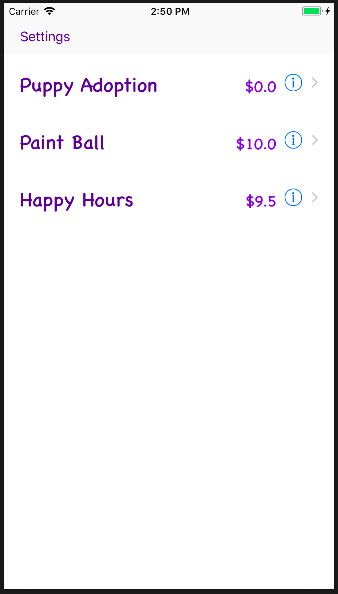 Carrier 2:50 PM
Settings
Puppy Adoption $0.0
Paint Ball $10.0
Happy Hours $9.5